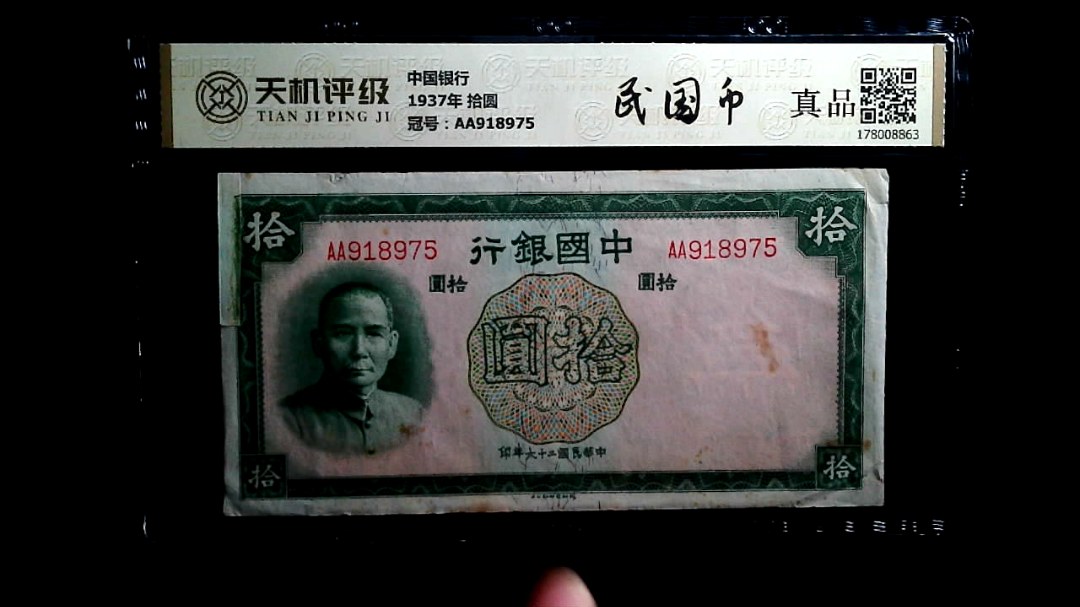 天机评级
TIAN JI PING JI
中国银行
1937年 拾圆
冠号：AA918975
民国币
真品
178008863
拾
拾
AA918975
行銀國中
AA918975
圓拾
圓拾
圓拾
印年六十二國民華中
拾
拾